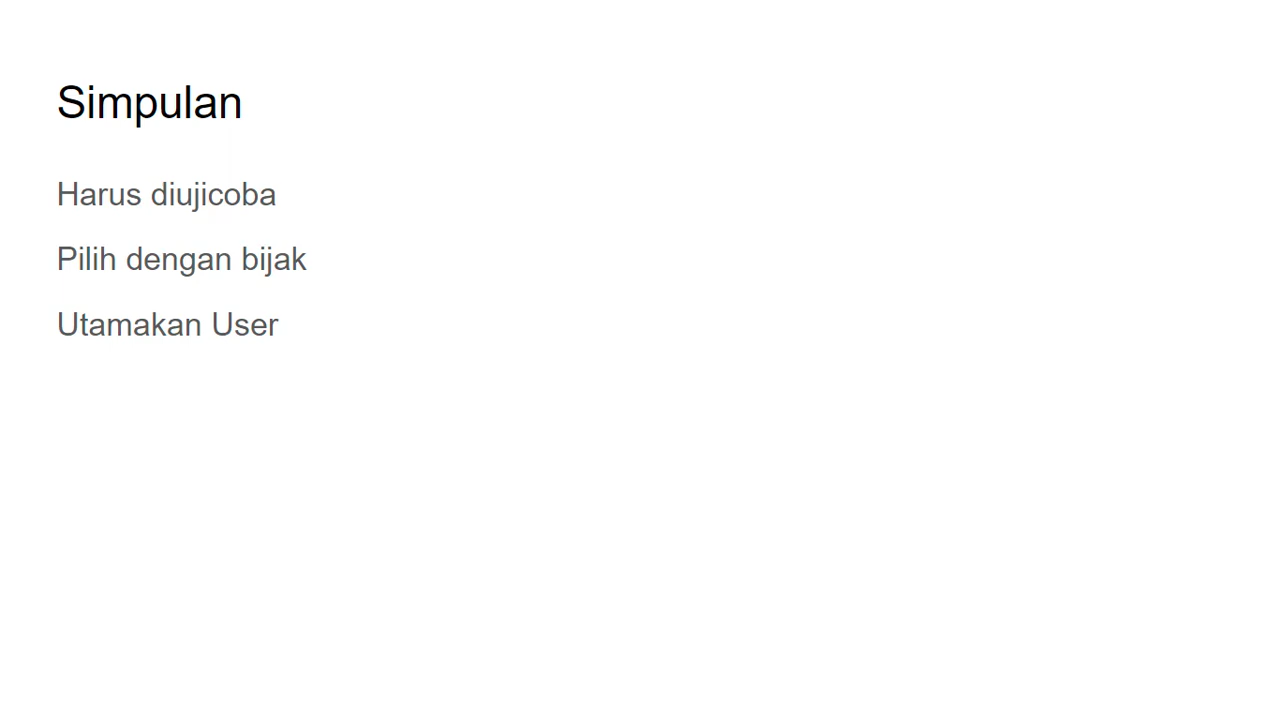 Simpulan
Harus diujicoba
Pilih dengan bijak
Utamakan User